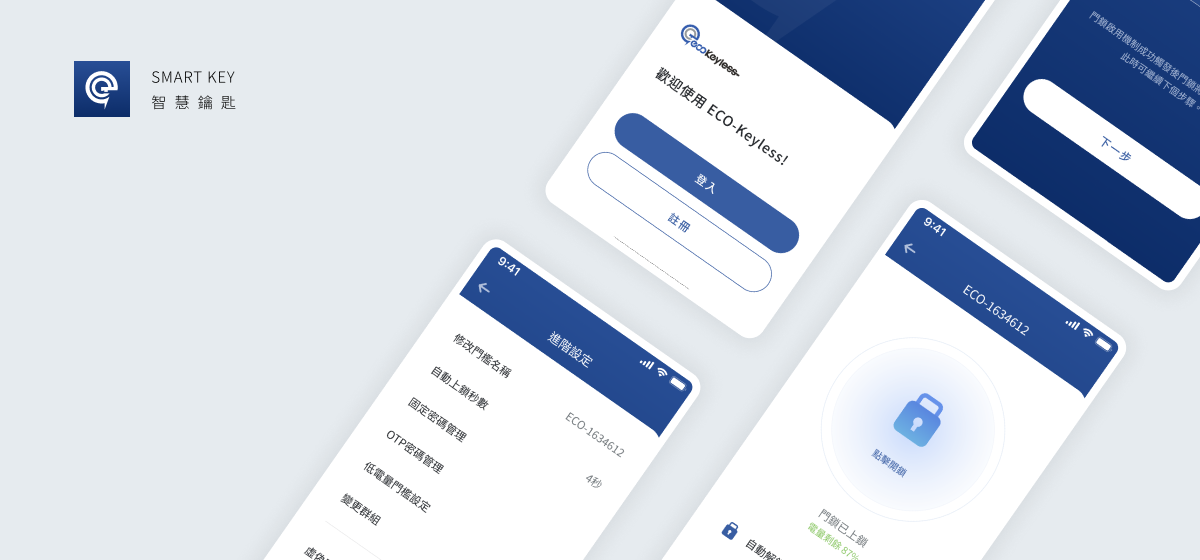 SMART KEY
智慧鑰匙
ecoKeyless
歡迎使用 ECO-Keyless!
登入
註冊
門鎖啟用機制成功觸發後門鎖
此時可繼續下個步驟
下一步
9:41
進階設定
修改門檻名稱
ECO-1634612
自動上鎖秒數
4秒
固定密碼管理
OTP密碼管理
低電量門檻設定
變更群組
虛偽
9:41
ECO-1634612
點擊開鎖
門鎖已上鎖
電量剩餘 87%
自動解